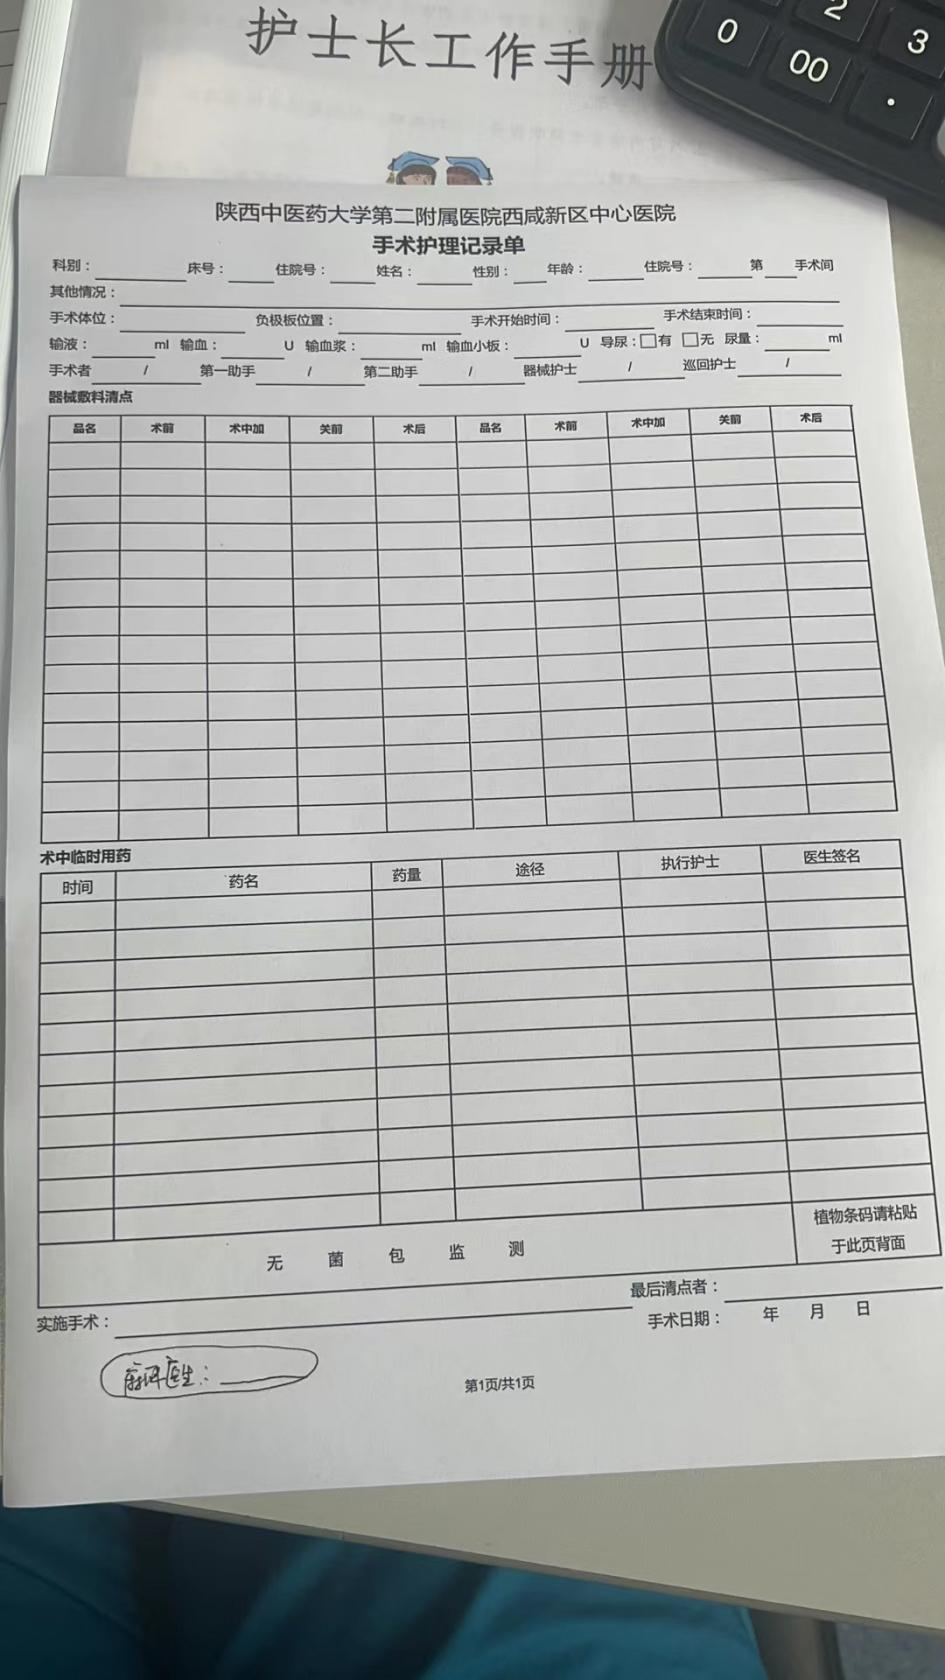 护士长工作手册
2
0
3
00
.
陕西中医药大学第二附属医院西咸新区中心医院
手术护理记录单
科别： 床号： 住院号： 姓名： 性别： 年龄： 住院号： 第 手术间
其他情况：
手术体位： 负极板位置： 手术开始时间： 手术结束时间：
输液： ml 输血： U 输血浆： ml 输血小板： U 导尿：□有 □无 尿量： ml
手术者 / 第一助手 / 第二助手 / 器械护士 / 巡回护士 /
器械敷料清点
品名 术前 术中加 关前 术后 品名 术前 术中加 关前 术后
术中临时用药
时间 药名 药量 途径 执行护士 医生签名
无 菌 包 监 测
植物条码请粘贴
于此页背面
最后清点者：
实施手术： 手术日期： 年 月 日
医生：
第1页/共1页